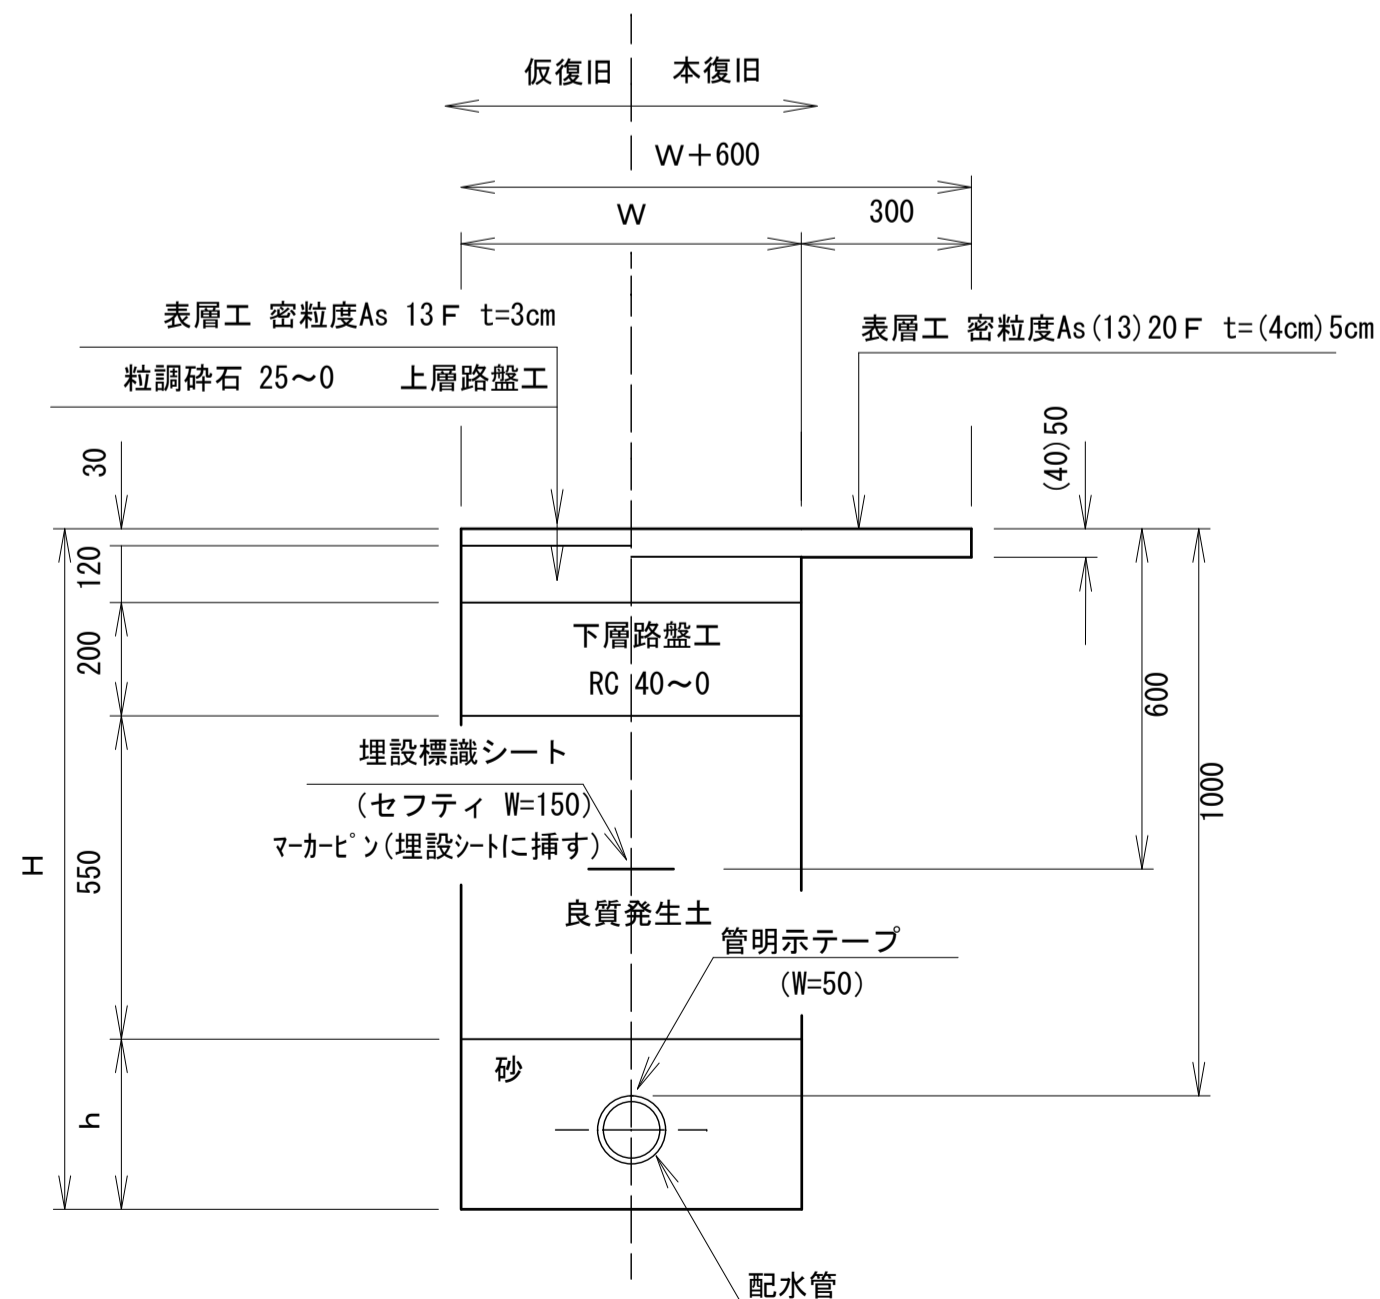 仮復旧 本復旧
W+600
W 300
表層工 密粒度As 13F t=3cm
表層工 密粒度As(13)20F t=(4cm)5cm
粒調砕石 25～0 上層路盤工
30
(40)50
120
200
下層路盤工
RC 40～0
600
埋設標識シート
(セフティ W=150)
マーカーピン(埋設シートに挿す)
1000
H
550
良質発生土
管明示テープ
(W=50)
砂
h
配水管